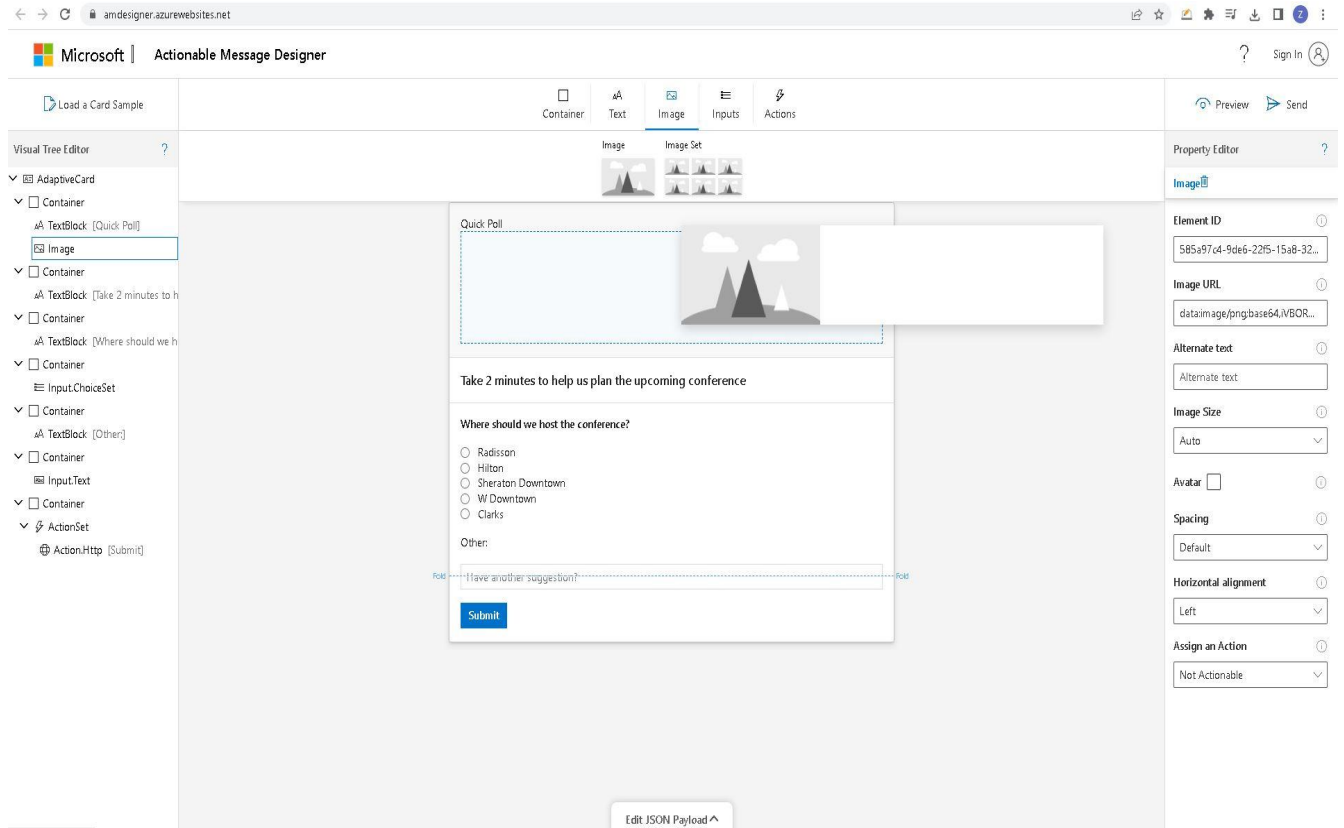 amdesigner.azurewebsites.net
Z
Microsoft | Actionable Message Designer
? Sign In
Load a Card Sample
Container Text Image Inputs Actions
Preview Send
Visual Tree Editor ?
AdaptiveCard
Container
TextBlock [Quick Poll]
Image
Container
TextBlock [Take 2 minutes to h
Container
TextBlock [Where should we h
Container
Input.ChoiceSet
Container
TextBlock [Other:]
Container
Input.Text
Container
ActionSet
Action.Http [Submit]
Image Image Set
Quick Poll
Take 2 minutes to help us plan the upcoming conference
Where should we host the conference?
Radisson
Hilton
Sheraton Downtown
W Downtown
Clarks
Other:
Fold Have another suggestion? Fold
Submit
Edit JSON Payload
Property Editor ?
Image
Element ID
585a97c4-9de6-22f5-15a8-32...
Image URL
data:image/png;base64,iVBOR...
Alternate text
Alternate text
Image Size
Auto
Avatar
Spacing
Default
Horizontal alignment
Left
Assign an Action
Not Actionable